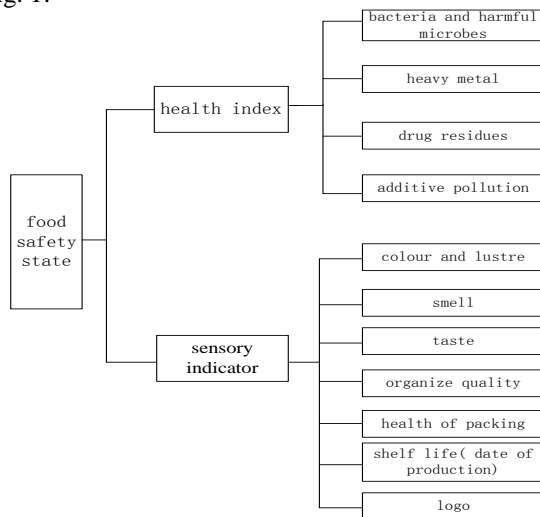 g. 1.
bacteria and harmful
microbes
heavy metal
health index
drug residues
additive pollution
food
safety
state
colour and lustre
smell
taste
sensory
indicator
organize quality
health of packing
shelf life( date of
production)
logo